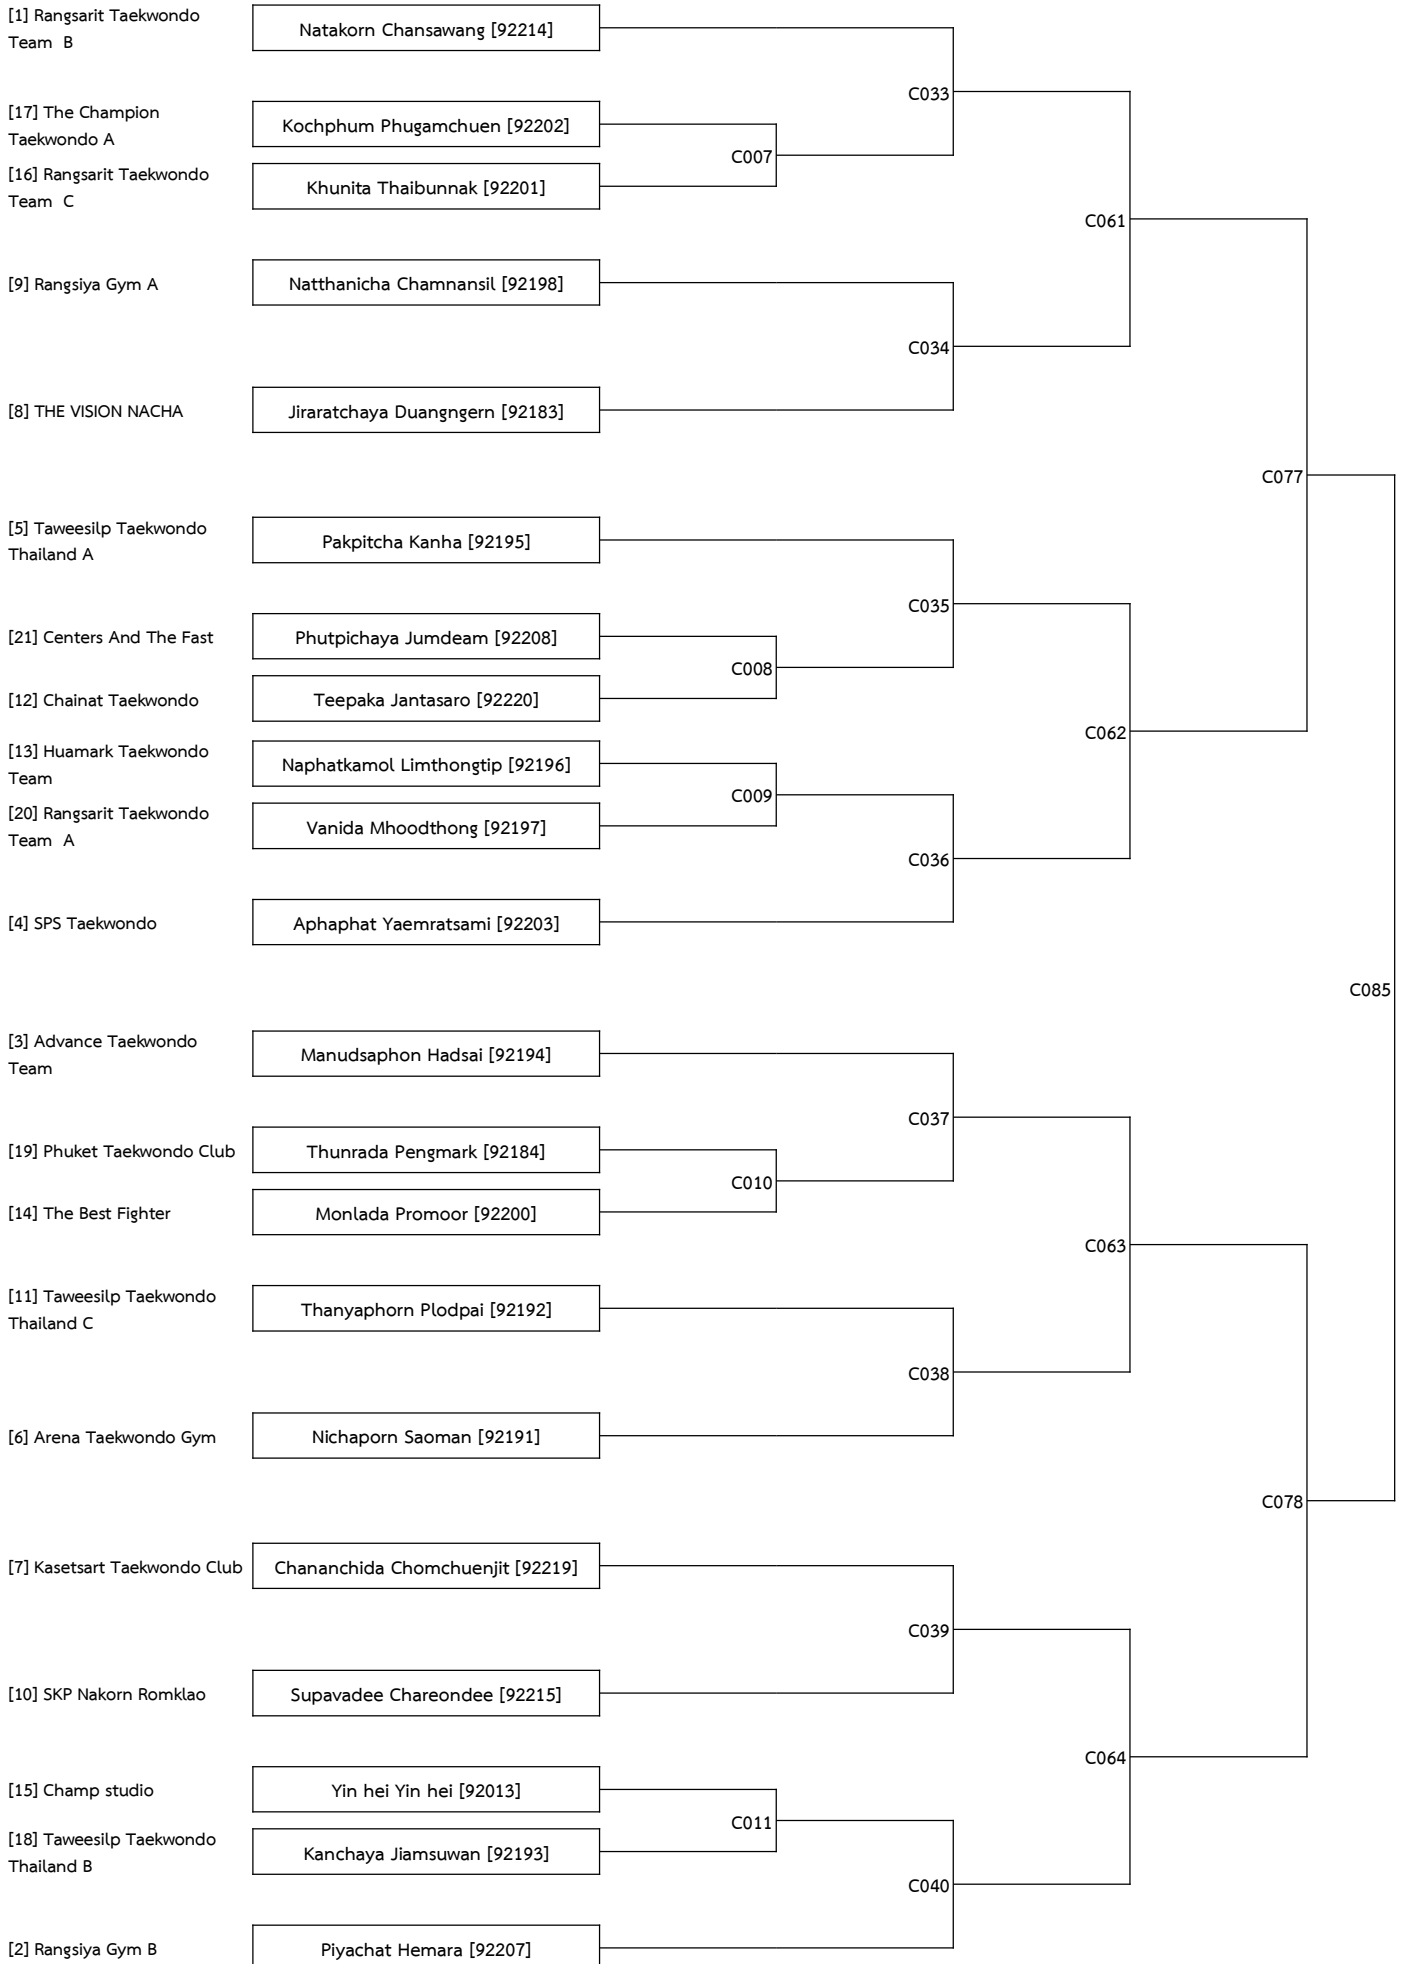 [1] Rangsarit Taekwondo
Team  B
Natakorn Chansawang [92214]
C033
[17] The Champion
Taekwondo A
Kochphum Phugamchuen [92202]
C007
[16] Rangsarit Taekwondo
Team  C
Khunita Thaibunnak [92201]
C061
[9] Rangsiya Gym A
Natthanicha Chamnansil [92198]
C034
[8] THE VISION NACHA
Jiraratchaya Duangngern [92183]
C077
[5] Taweesilp Taekwondo
Thailand A
Pakpitcha Kanha [92195]
C035
[21] Centers And The Fast
Phutpichaya Jumdeam [92208]
C008
[12] Chainat Taekwondo
Teepaka Jantasaro [92220]
C062
[13] Huamark Taekwondo
Team
Naphatkamol Limthongtip [92196]
C009
[20] Rangsarit Taekwondo
Team  A
Vanida Mhoodthong [92197]
C036
[4] SPS Taekwondo
Aphaphat Yaemratsami [92203]
C085
[3] Advance Taekwondo
Team
Manudsaphon Hadsai [92194]
C037
[19] Phuket Taekwondo Club
Thunrada Pengmark [92184]
C010
[14] The Best Fighter
Monlada Promoor [92200]
C063
[11] Taweesilp Taekwondo
Thailand C
Thanyaphorn Plodpai [92192]
C038
[6] Arena Taekwondo Gym
Nichaporn Saoman [92191]
C078
[7] Kasetsart Taekwondo Club
Chananchida Chomchuenjit [92219]
C039
[10] SKP Nakorn Romklao
Supavadee Chareondee [92215]
C064
[15] Champ studio
Yin hei Yin hei [92013]
C011
[18] Taweesilp Taekwondo
Thailand B
Kanchaya Jiamsuwan [92193]
C040
[2] Rangsiya Gym B
Piyachat Hemara [92207]